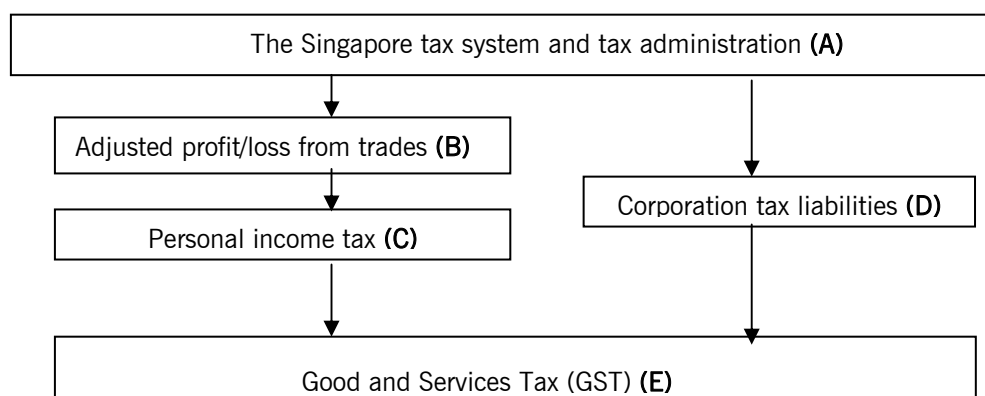 The Singapore tax system and tax administration (A)
Adjusted profit/loss from trades (B)
Corporation tax liabilities (D)
Personal income tax (C)
Good and Services Tax (GST) (E)